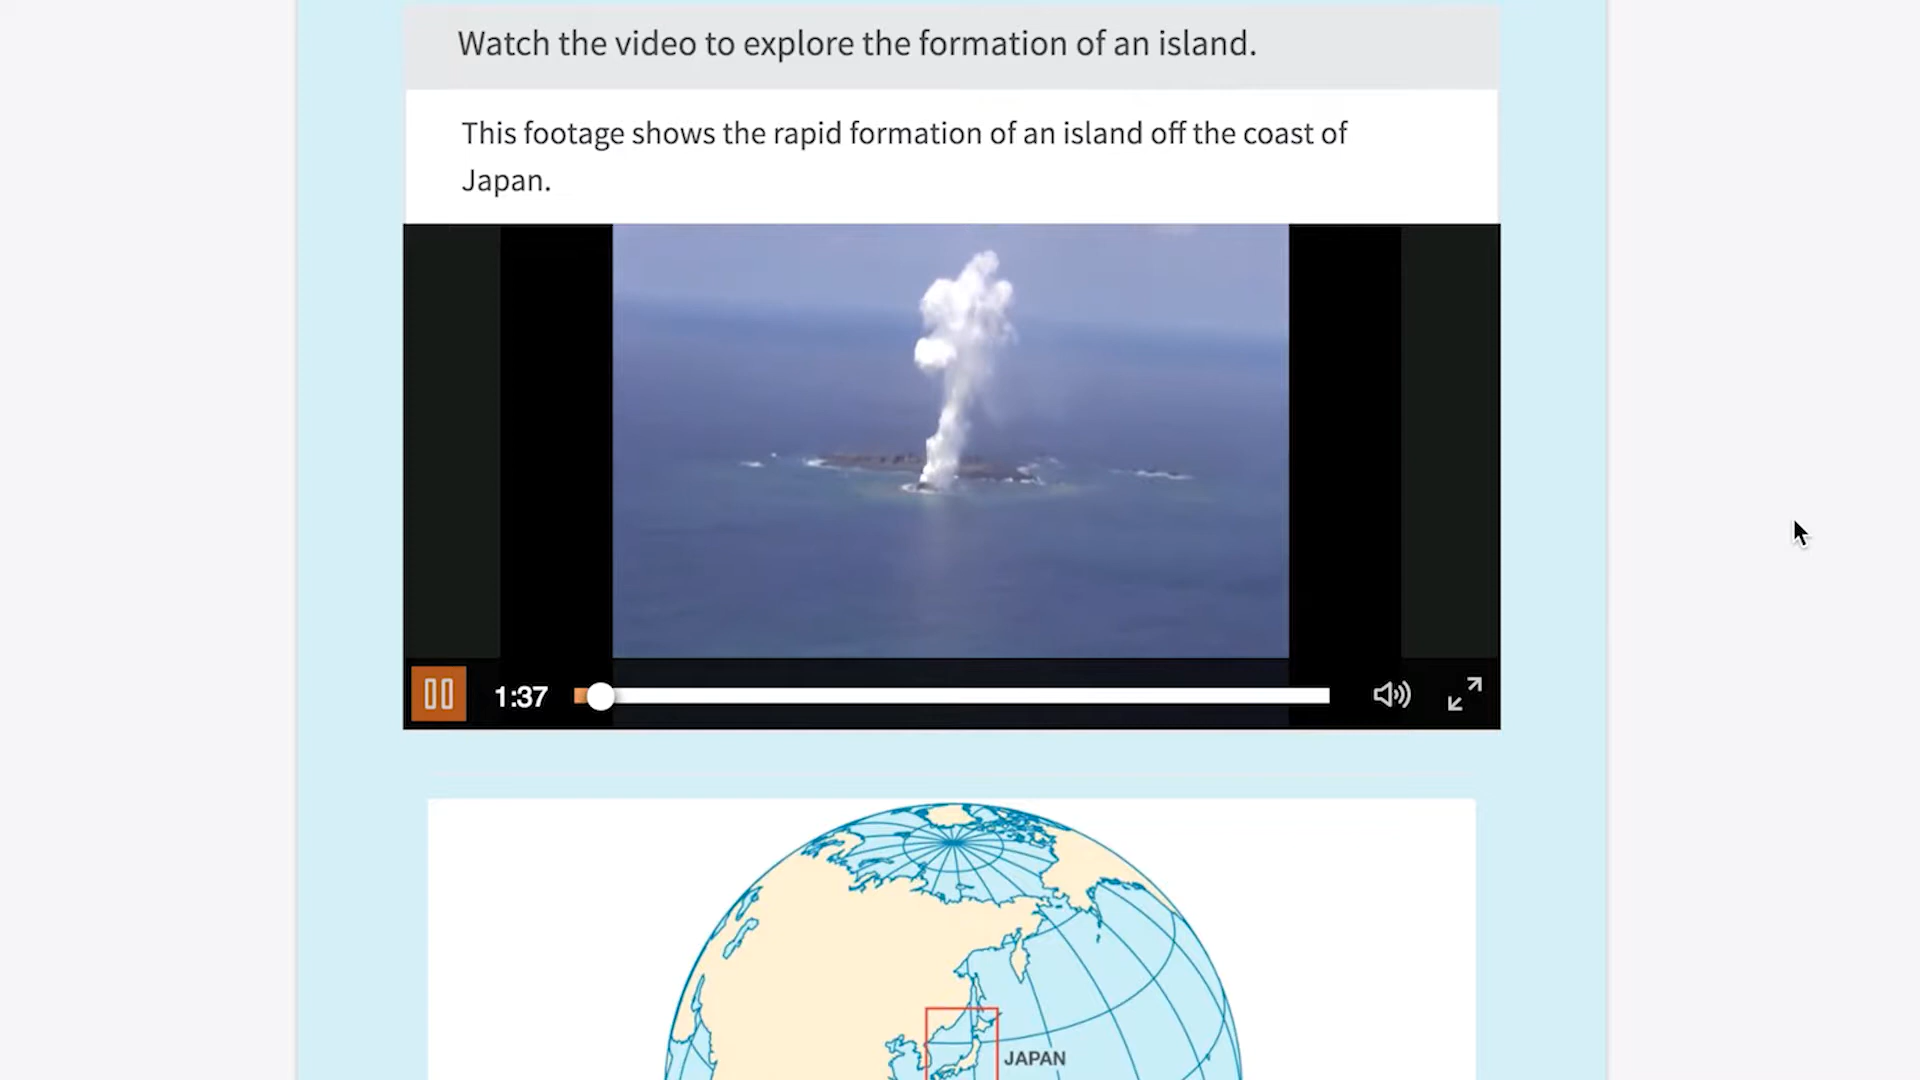 Watch the video to explore the formation of an island.
This footage shows the rapid formation of an island off the coast of
Japan.
1:37
JAPAN